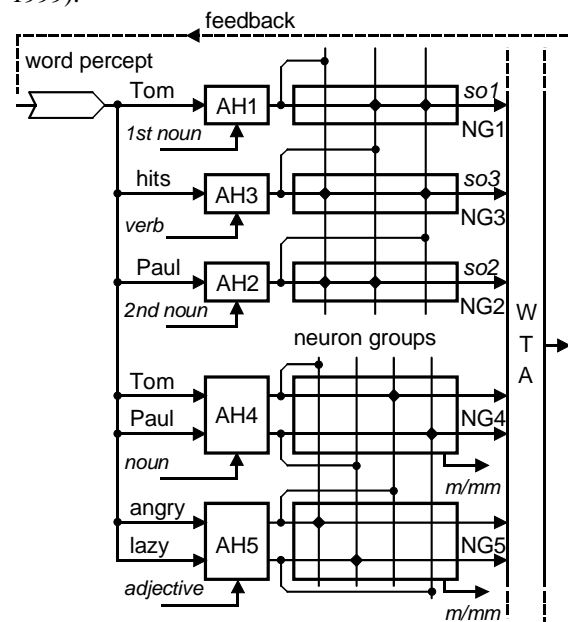 1999).
feedback
word percept
Tom
AH1
so1
1st noun
NG1
hits
AH3
so3
verb
NG3
Paul
AH2
so2
2nd noun
NG2
neuron groups
W
T
A
Tom
AH4
NG4
Paul
noun
m/mm
angry
AH5
NG5
lazy
adjective
m/mm